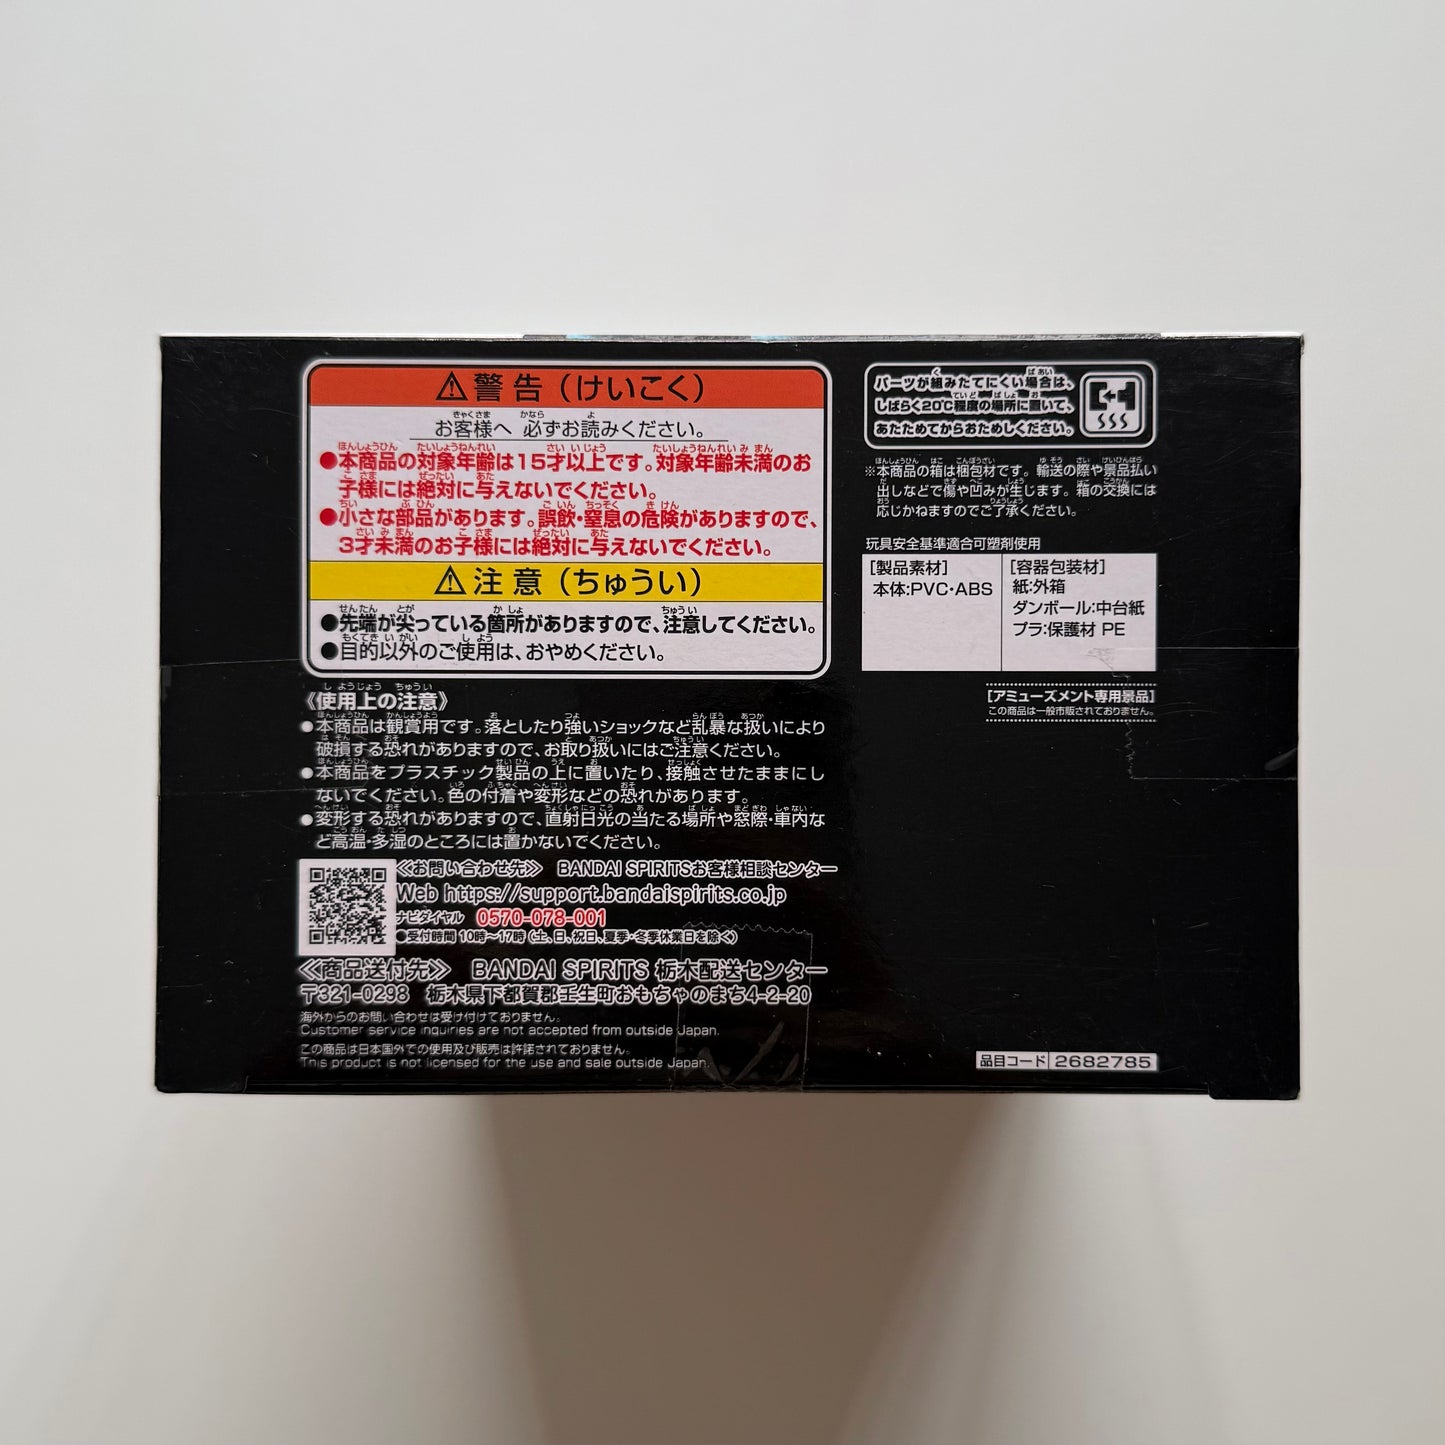 ⚠警告（けいこく）
お客様へ 必ずお読みください。
●本商品の対象年齢は15才以上です。対象年齢未満のお
子様には絶対に与えないでください。
●小さな部品があります。誤飲・窒息の危険がありますので、
3才未満のお子様には絶対に与えないでください。
⚠注意（ちゅうい）
●先端が尖っている箇所がありますので、注意してください。
●目的以外のご使用は、おやめください。
《使用上の注意》
●本商品は観賞用です。落としたり強いショックなど乱暴な扱いにより
破損する恐れがありますので、お取り扱いにはご注意ください。
●本商品をプラスチック製品の上に置いたり、接触させたままにし
ないでください。色の付着や変形などの恐れがあります。
●変形する恐れがありますので、直射日光の当たる場所や窓際・車内な
ど高温・多湿のところには置かないでください。
≪お問い合わせ先≫ BANDAI SPIRITSお客様相談センター
Web https://support.bandaispirits.co.jp
ナビダイヤル 0570-078-001
●受付時間 10時〜17時（土、日、祝日、夏季・冬季休業日を除く）
≪商品送付先≫ BANDAI SPIRITS 栃木配送センター
〒321-0298 栃木県下都賀郡壬生町おもちゃのまち4-2-20
海外からのお問い合わせは受け付けておりません。
Customer service inquiries are not accepted from outside Japan.
この商品は日本国外での使用及び販売は許諾されておりません。
This product is not licensed for the use and sale outside Japan.
パーツが組みたてにくい場合は、
しばらく20℃程度の場所に置いて、
あたためてからおためしください。
※本商品の箱は梱包材です。輸送の際や景品払い
出しなどで傷や凹みが生じます。箱の交換には
応じかねますのでご了承ください。
玩具安全基準適合可塑剤使用
［製品素材］
本体:PVC・ABS
［容器包装材］
紙:外箱
ダンボール:中台紙
プラ:保護材 PE
［アミューズメント専用景品］
この商品は一般市販されておりません。
品目コード 2682785